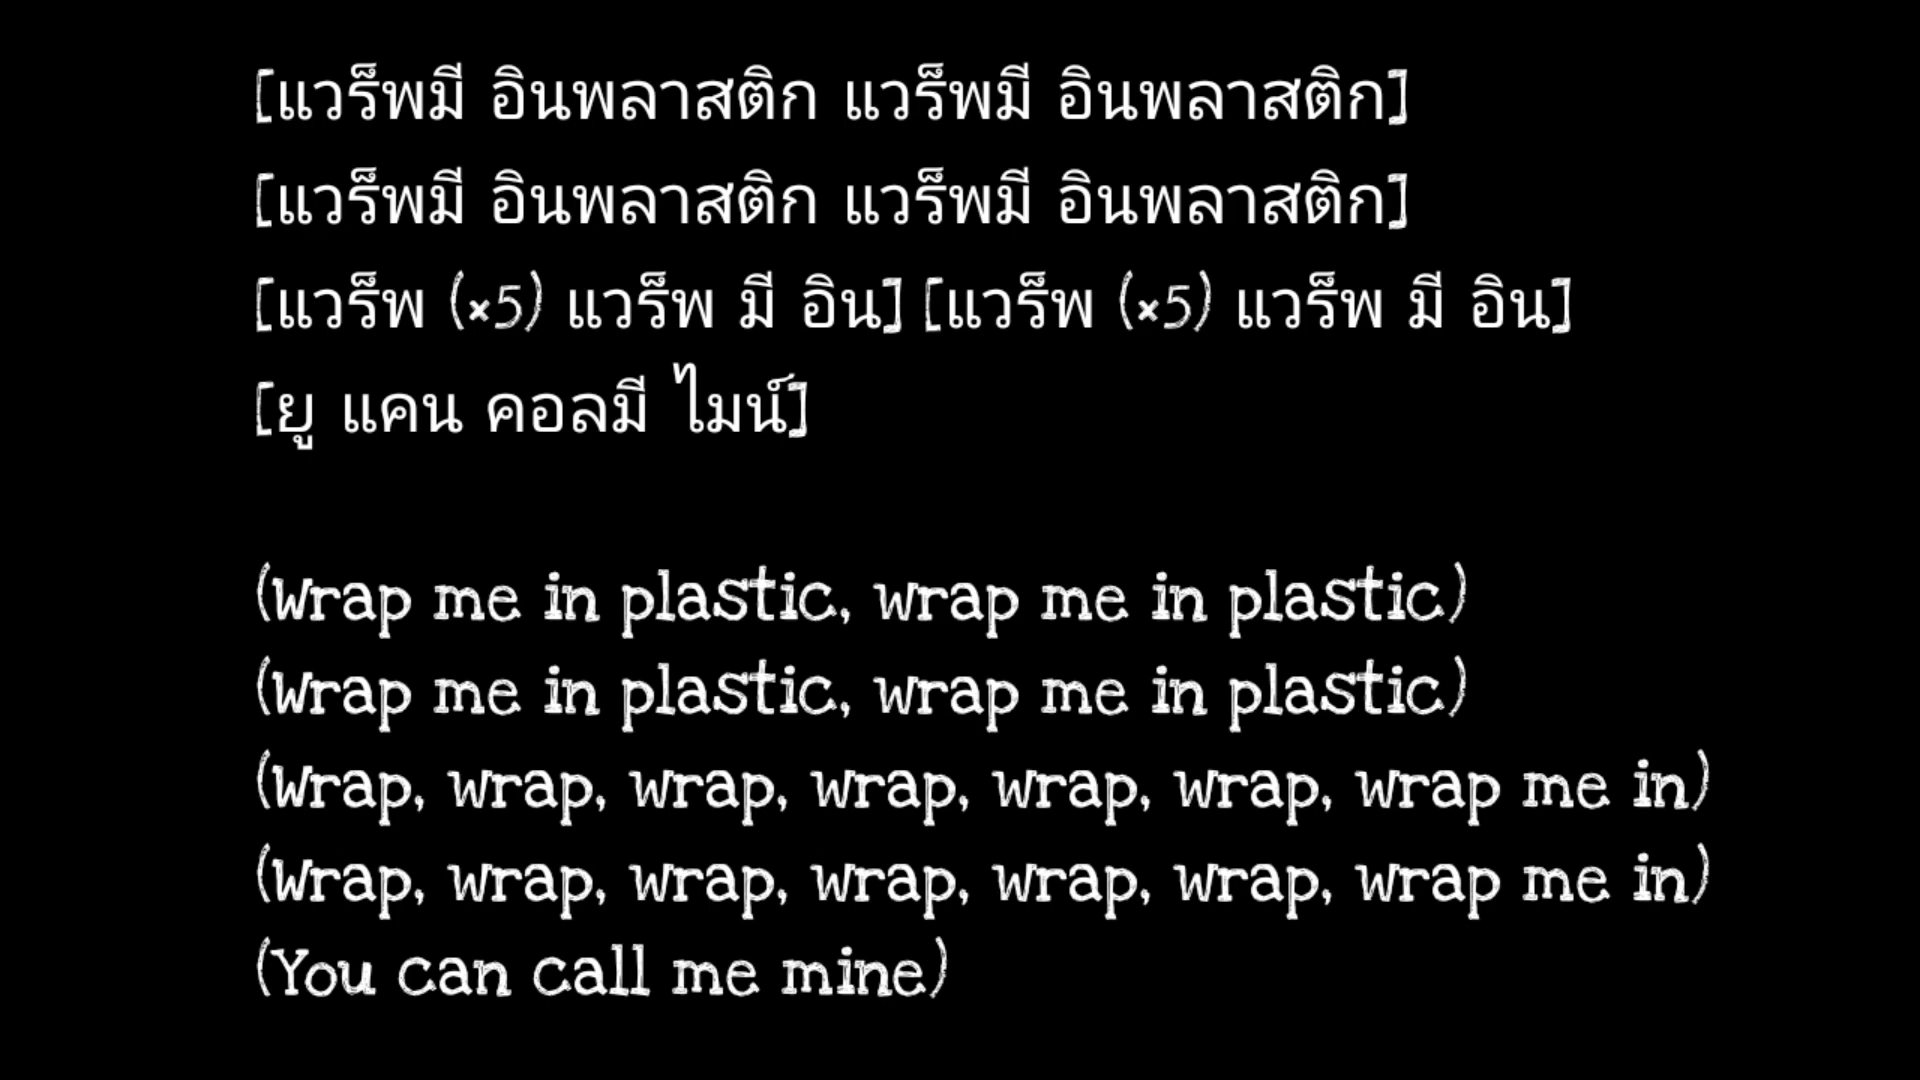 [แวร็พมี อินพลาสติก แวร็พมี อินพลาสติก]
[แวร็พมี อินพลาสติก แวร็พมี อินพลาสติก]
[แวร็พ (×5) แวร็พ มี อิน] [แวร็พ (×5) แวร็พ มี อิน]
[ยู แคน คอลมี ไมน์]
(Wrap me in plastic, wrap me in plastic)
(Wrap me in plastic, wrap me in plastic)
(Wrap, wrap, wrap, wrap, wrap, wrap, wrap me in)
(Wrap, wrap, wrap, wrap, wrap, wrap, wrap me in)
(You can call me mine)